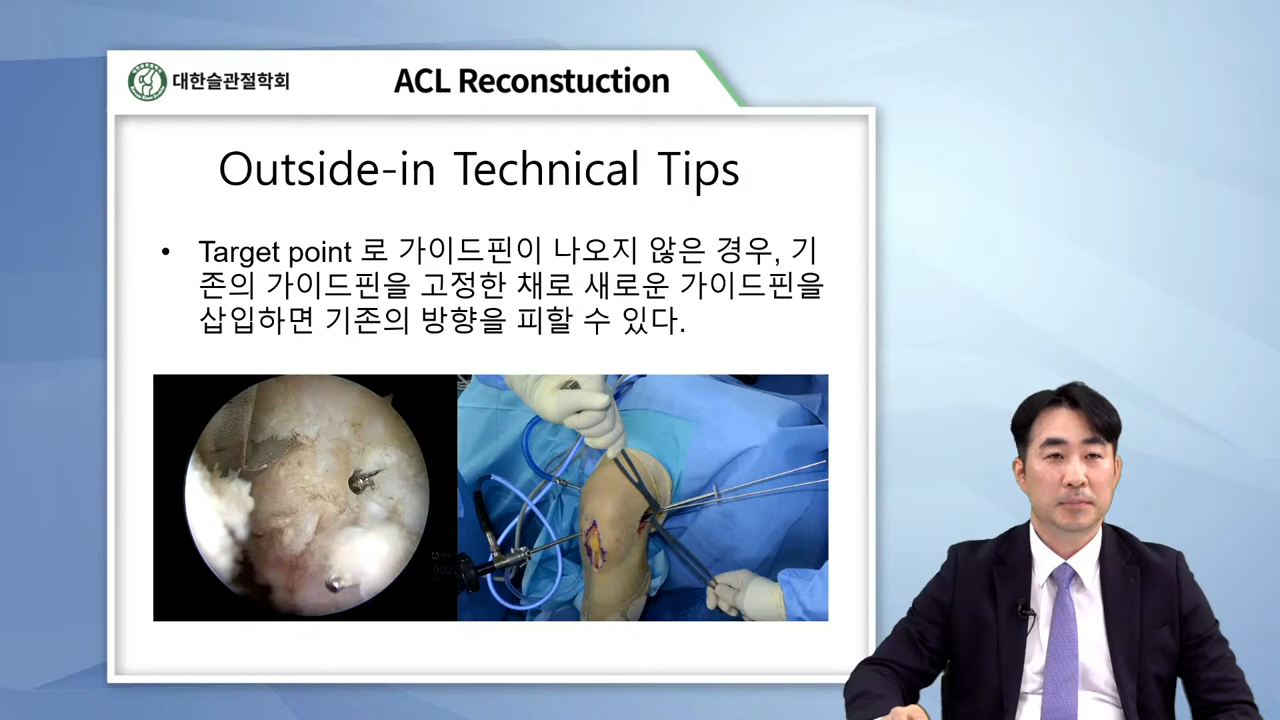 대한슬관절학회
ACL Reconstuction
Outside-in Technical Tips
• Target point 로 가이드핀이 나오지 않은 경우, 기
존의 가이드핀을 고정한 채로 새로운 가이드핀을
삽입하면 기존의 방향을 피할 수 있다.